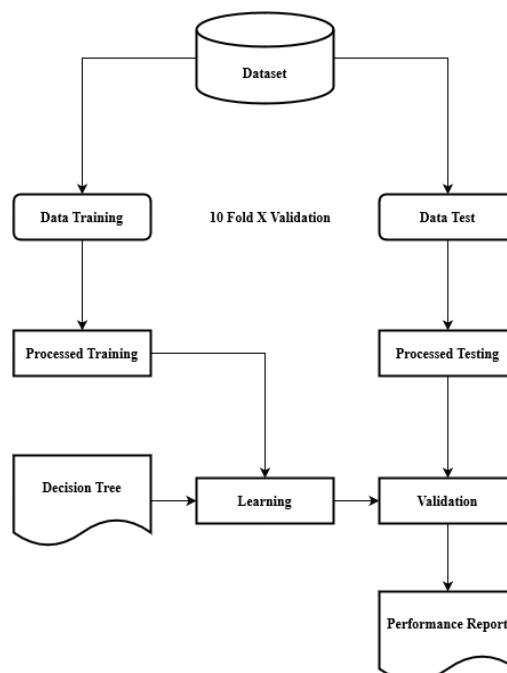 Dataset
Data Training
10 Fold X Validation
Data Test
Processed Training
Processed Testing
Decision Tree
Learning
Validation
Performance Report